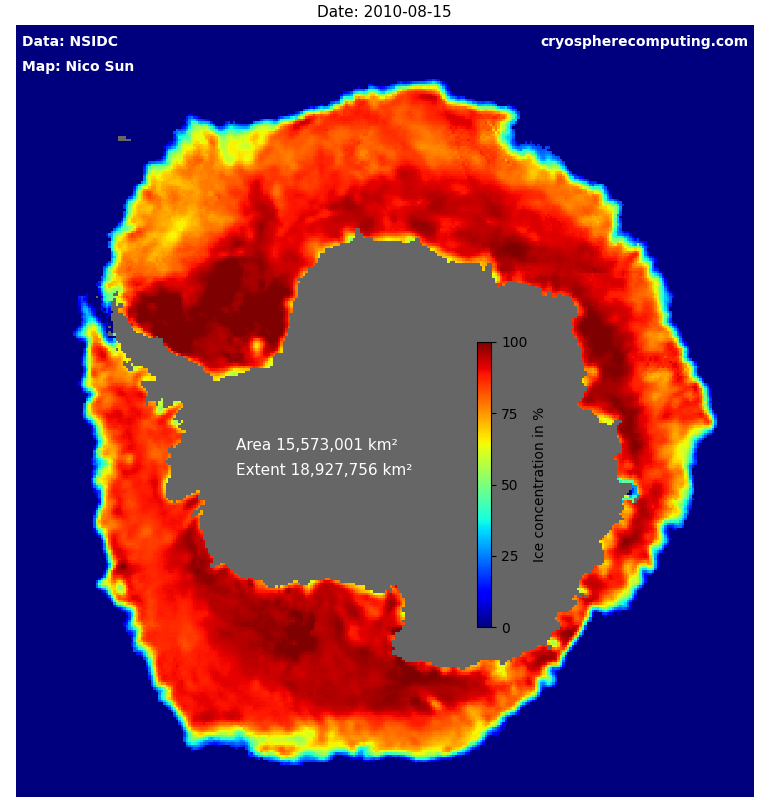 Date: 2010-08-15
Data: NSIDC
cryospherecomputing.com
Map: Nico Sun
100
75
50
25
0
Ice concentration in %
Area 15,573,001 km²
Extent 18,927,756 km²